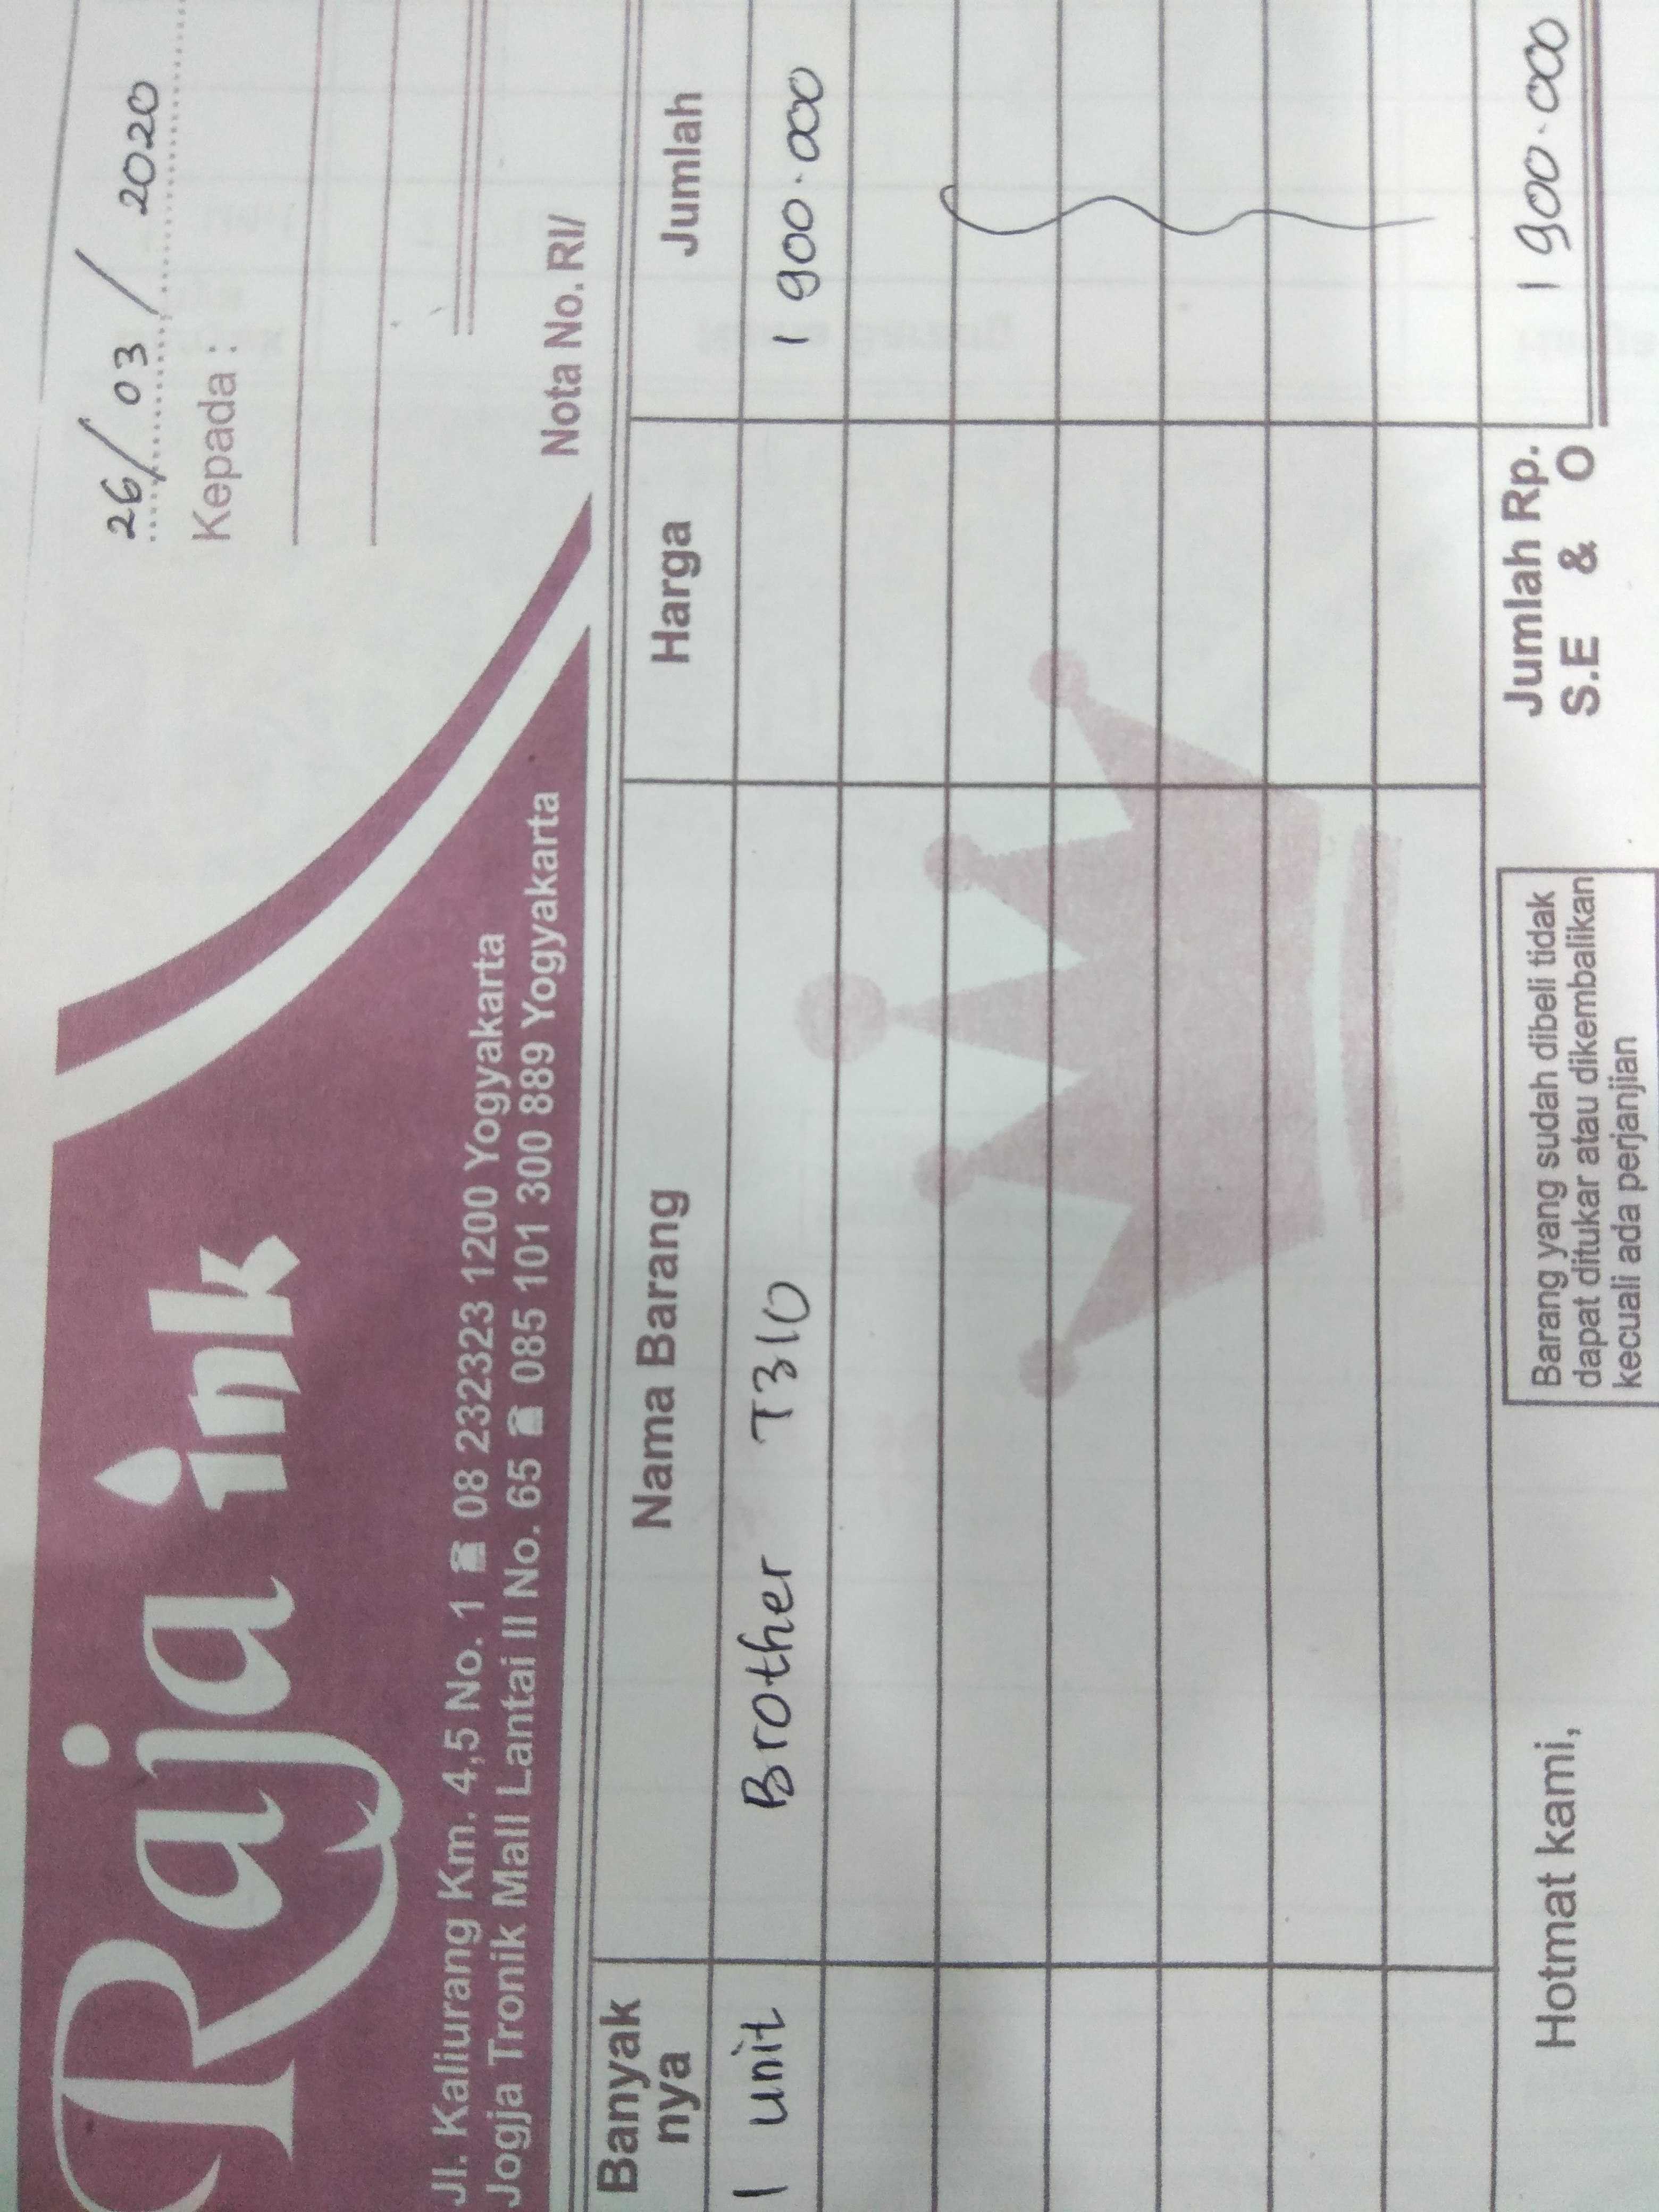 Raja ink
Jl. Kaliurang Km. 4,5 No. 1 ☎ 08 232323 1200 Yogyakarta
Jogja Tronik Mall Lantai II No. 65 ☎ 085 101 300 889 Yogyakarta
26/03/2020
Kepada :
Nota No. RI/
Banyak nya Nama Barang Harga Jumlah
1 unit Brother T310 1 900.000
Jumlah Rp. 1 900.000
S.E & O
Hotmat kami,
Barang yang sudah dibeli tidak
dapat ditukar atau dikembalikan
kecuali ada perjanjian